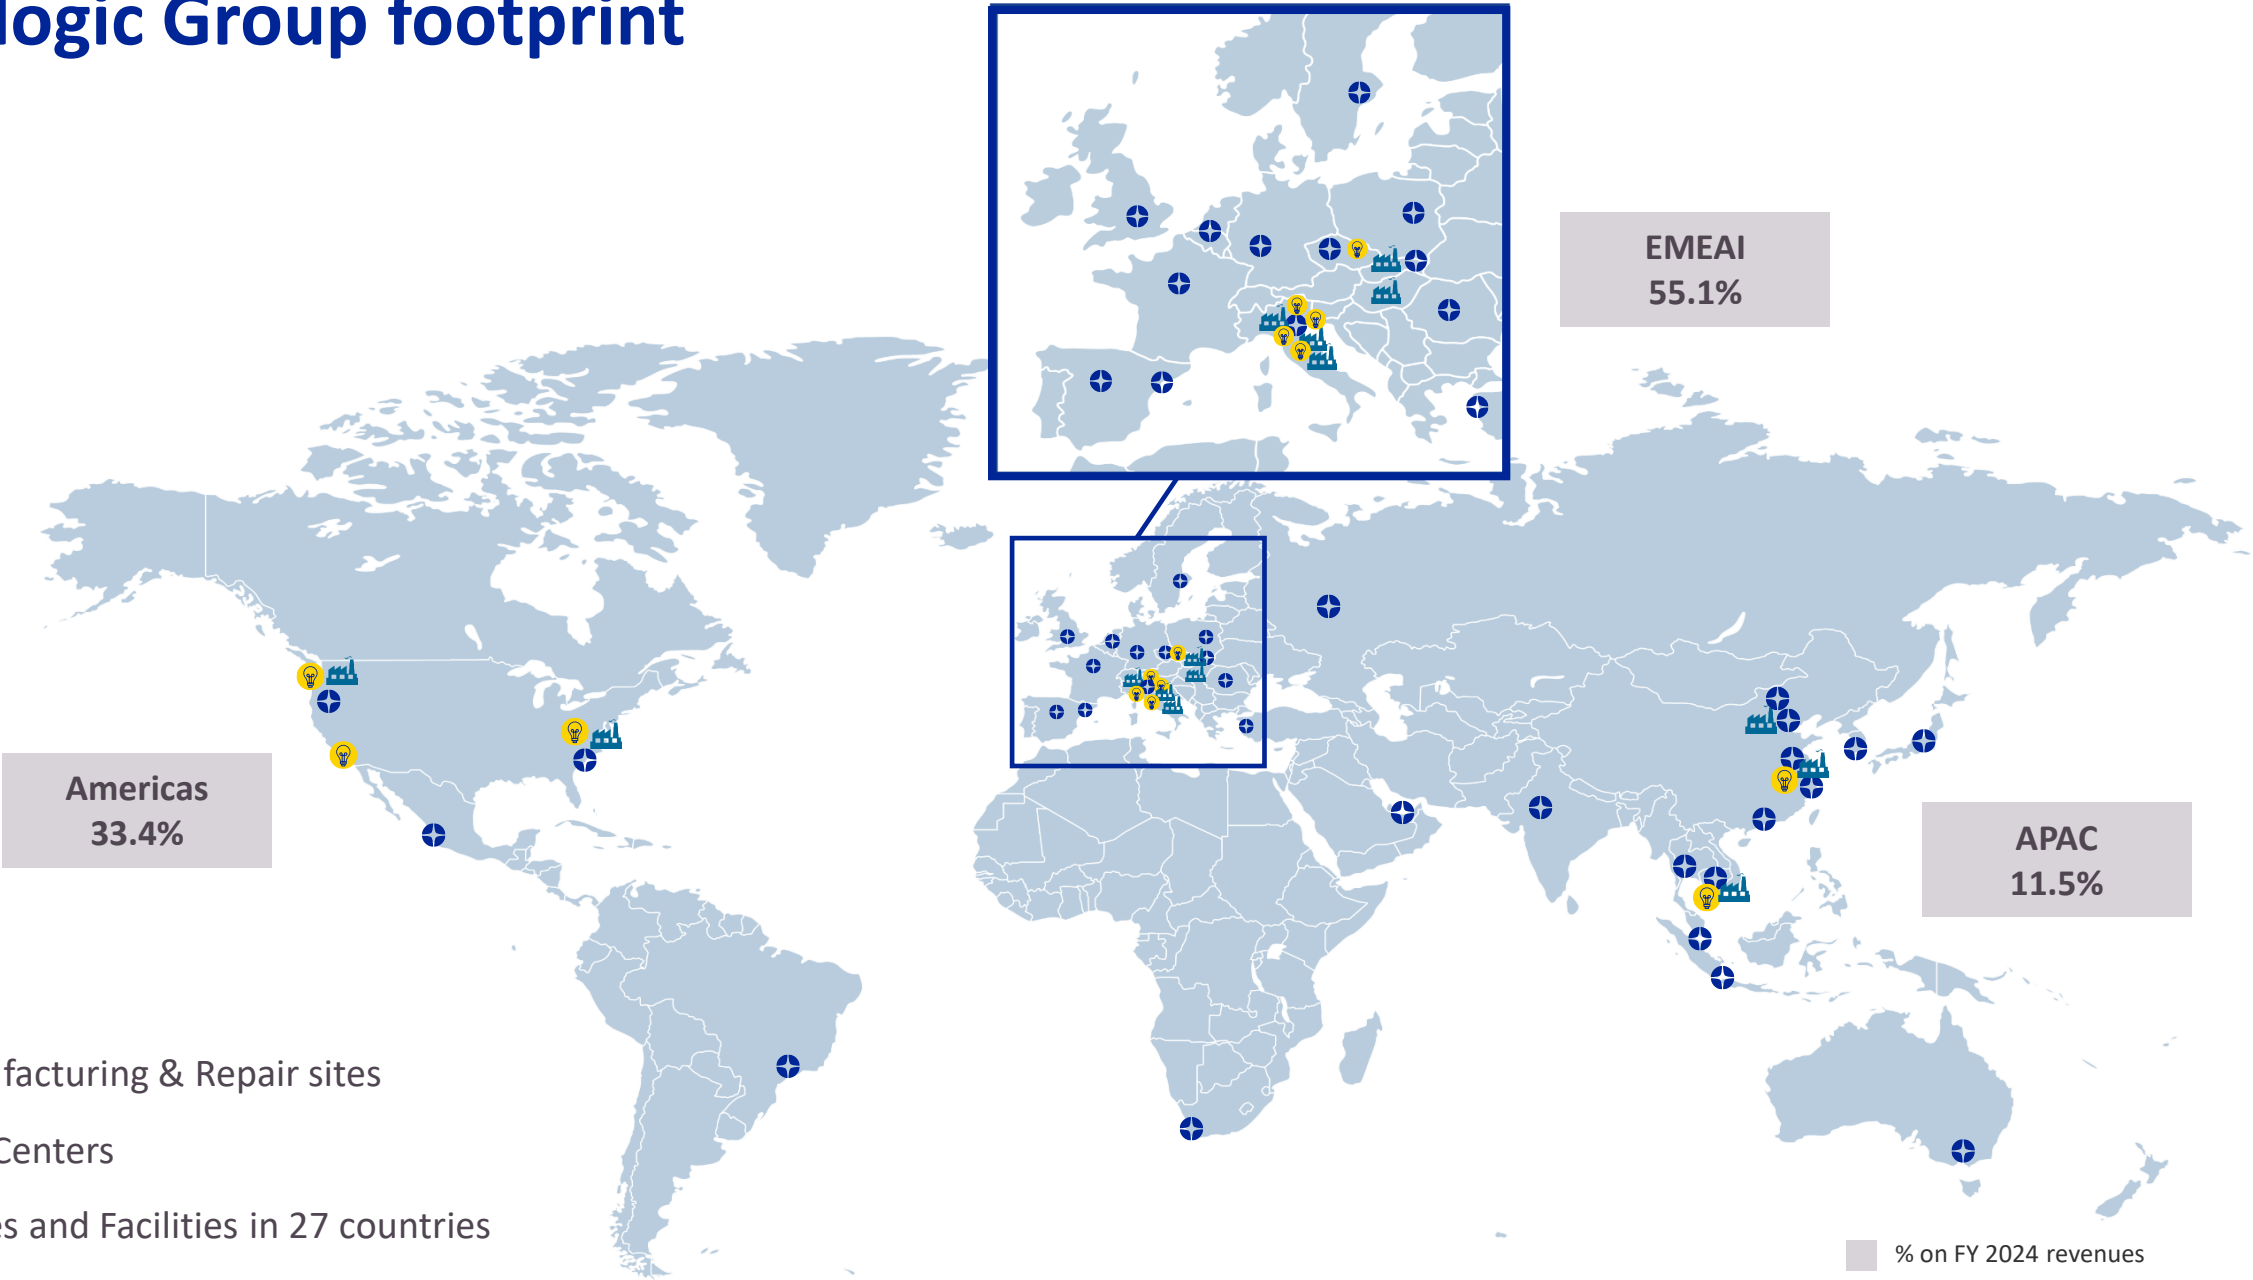 logic Group footprint
EMEAI
55.1%
Americas
33.4%
APAC
11.5%
facturing & Repair sites
Centers
es and Facilities in 27 countries
% on FY 2024 revenues